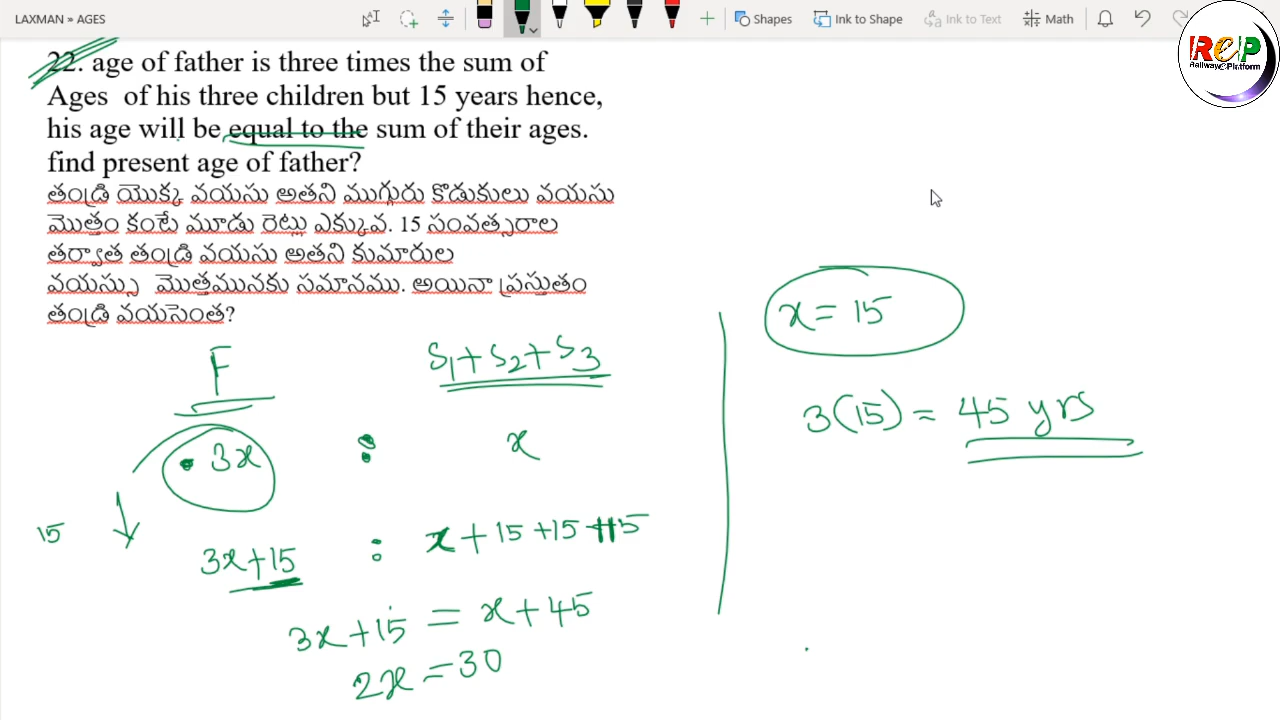 LAXMAN » AGES
Shapes
Ink to Shape
Ink to Text
Math
RCP
Railway Platform
22. age of father is three times the sum of
Ages of his three children but 15 years hence,
his age will be equal to the sum of their ages.
find present age of father?
తండ్రి యొక్క వయసు అతని ముగ్గురు కొడుకులు వయసు
మొత్తం కంటే మూడు రెట్లు ఎక్కువ. 15 సంవత్సరాల
తర్వాత తండ్రి వయసు అతని కుమారుల
వయస్సు మొత్తమునకు సమానము. అయినా ప్రస్తుతం
తండ్రి వయసెంత?
F S1+S2+S3
3x : x
15
3x+15 : x+15+15+15
3x+15 = x+45
2x=30
x = 15
3(15) = 45 yrs